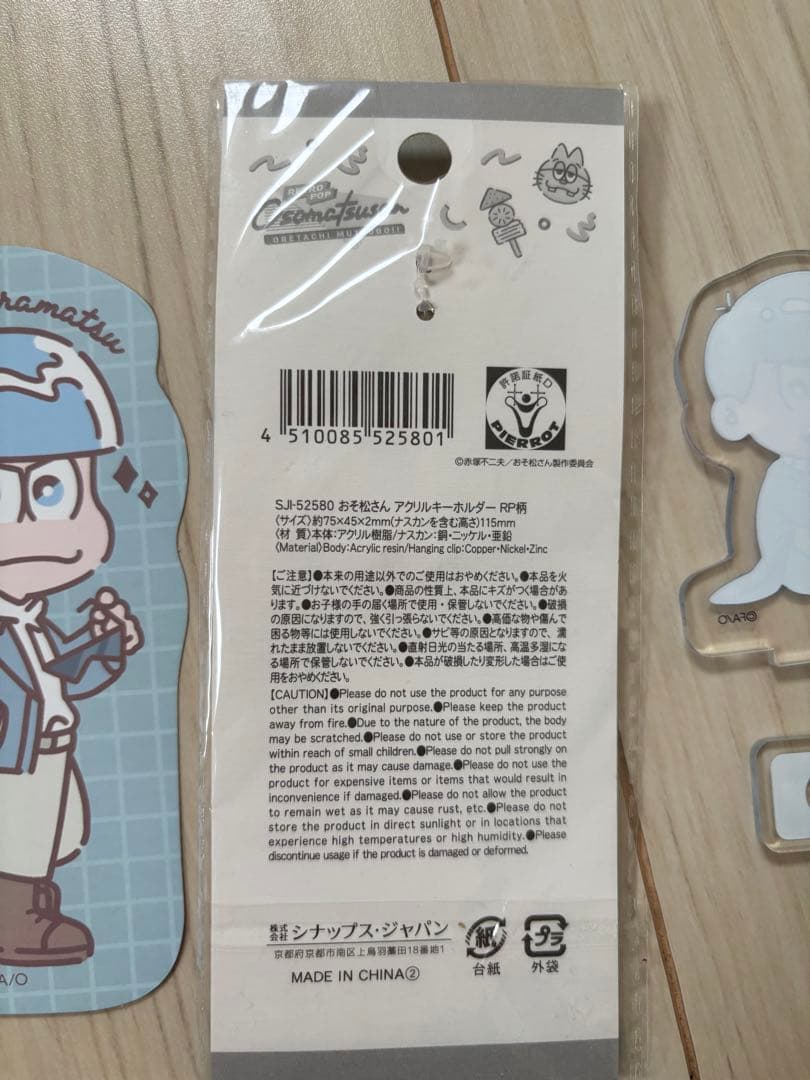 RETRO
POP
Osomatsusan
ORETACHI MUTSUBO!!
4 510085 525801
許諾証紙D
PIERROT
©赤塚不二夫/おそ松さん製作委員会
SJI-52580 おそ松さん アクリルキーホルダー RP柄
〈サイズ〉約75×45×2mm(ナスカンを含む高さ)115mm
〈材 質〉本体:アクリル樹脂/ナスカン:銅・ニッケル・亜鉛
〈Material〉Body:Acrylic resin/Hanging clip:Copper・Nickel・Zinc
【ご注意】●本来の用途以外でのご使用はおやめください。●本品を火
気に近づけないでください。●商品の性質上、本品にキズがつく場合があ
ります。●お子様の手の届く場所で使用・保管しないでください。●破損
の原因になりますので、強く引っ張らないでください。●高価な物や傷んで
困る物等には使用しないでください。●サビ等の原因となりますので、濡
れたまま放置しないでください。●直射日光の当たる場所、高温多湿にな
る場所で保管しないでください。●本品が破損したり変形した場合はご使
用をおやめください。
【CAUTION】●Please do not use the product for any purpose
other than its original purpose.●Please keep the product
away from fire.●Due to the nature of the product, the body
may be scratched.●Please do not use or store the product
within reach of small children.●Please do not pull strongly on
the product as it may cause damage.●Please do not use the
product for expensive items or items that would result in
inconvenience if damaged.●Please do not allow the product
to remain wet as it may cause rust, etc.●Please do not
store the product in direct sunlight or in locations that
experience high temperatures or high humidity.●Please
discontinue usage if the product is damaged or deformed.
株式会社 シナップス・ジャパン
京都府京都市南区上鳥羽藁田18番地1
MADE IN CHINA②
紙
台紙
プラ
外袋
ramatsu
A/O
©AF/AVO